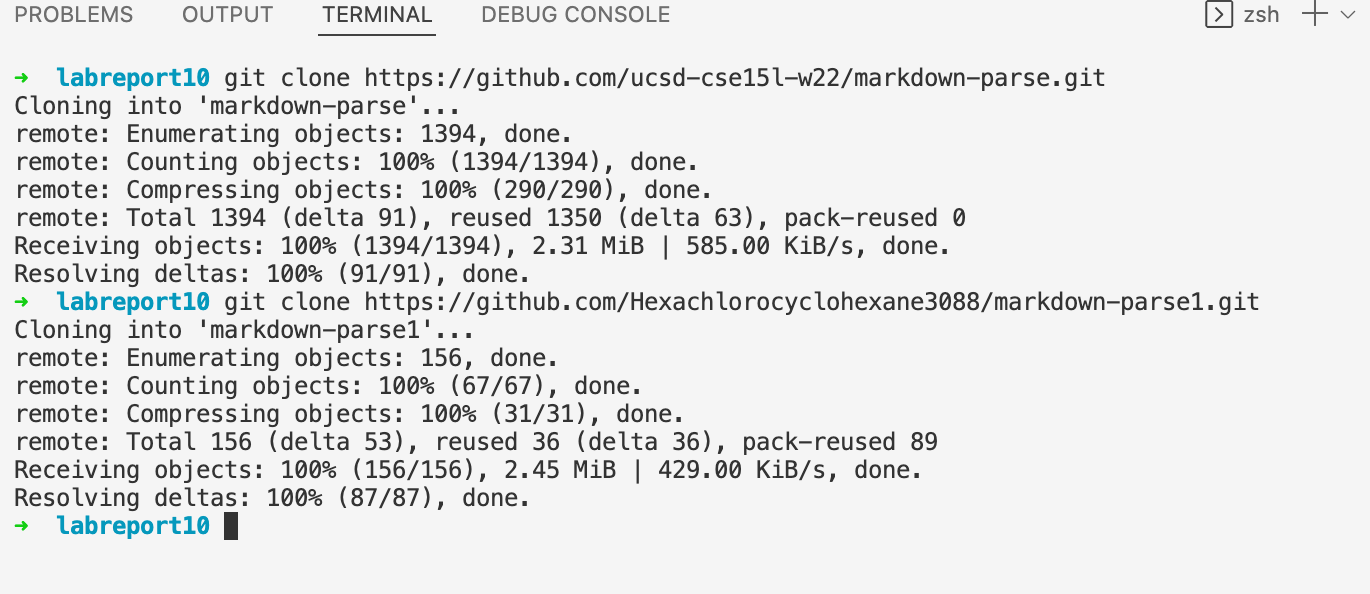 PROBLEMS OUTPUT TERMINAL DEBUG CONSOLE zsh
➜ labreport10 git clone https://github.com/ucsd-cse15l-w22/markdown-parse.git
Cloning into 'markdown-parse'...
remote: Enumerating objects: 1394, done.
remote: Counting objects: 100% (1394/1394), done.
remote: Compressing objects: 100% (290/290), done.
remote: Total 1394 (delta 91), reused 1350 (delta 63), pack-reused 0
Receiving objects: 100% (1394/1394), 2.31 MiB | 585.00 KiB/s, done.
Resolving deltas: 100% (91/91), done.
➜ labreport10 git clone https://github.com/Hexachlorocyclohexane3088/markdown-parse1.git
Cloning into 'markdown-parse1'...
remote: Enumerating objects: 156, done.
remote: Counting objects: 100% (67/67), done.
remote: Compressing objects: 100% (31/31), done.
remote: Total 156 (delta 53), reused 36 (delta 36), pack-reused 89
Receiving objects: 100% (156/156), 2.45 MiB | 429.00 KiB/s, done.
Resolving deltas: 100% (87/87), done.
➜ labreport10